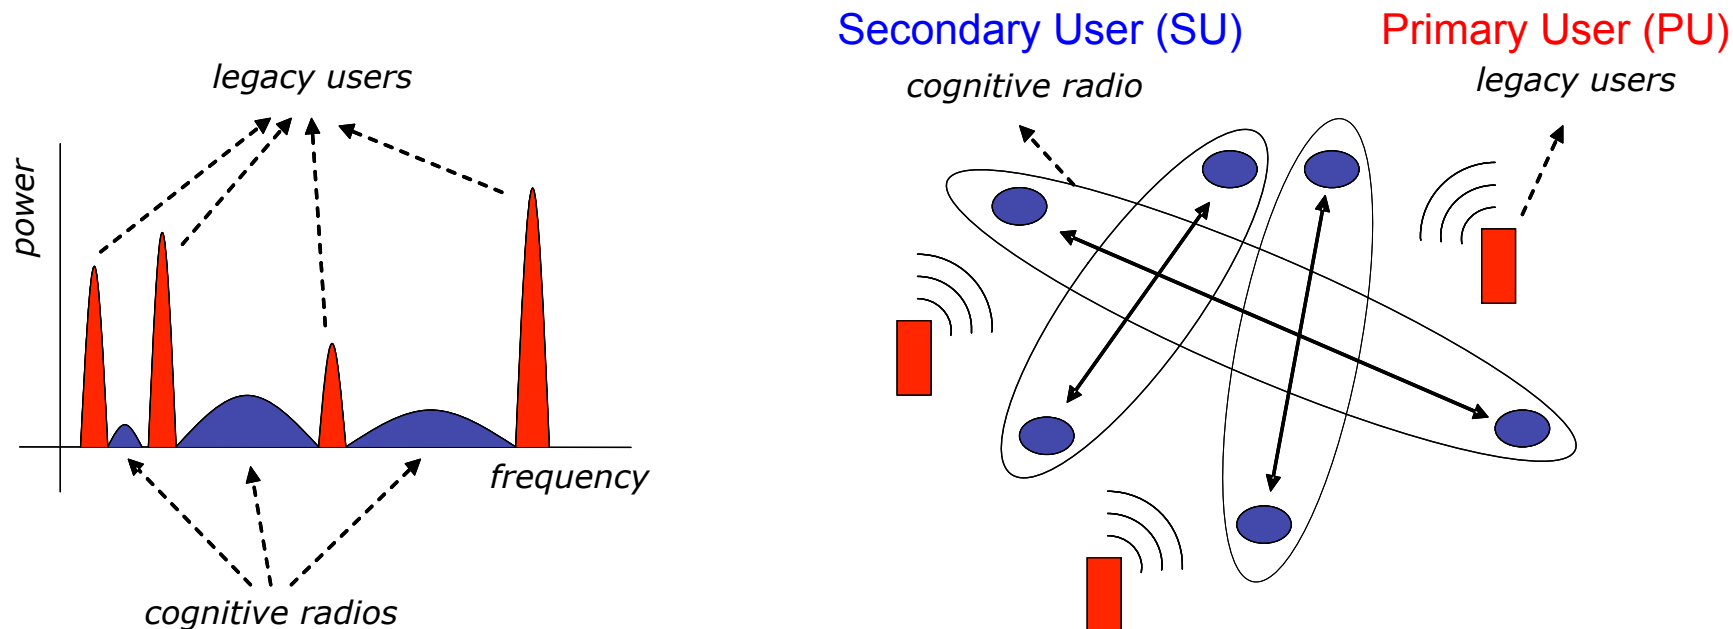 legacy users
power
frequency
cognitive radios
Secondary User (SU)
cognitive radio
Primary User (PU)
legacy users